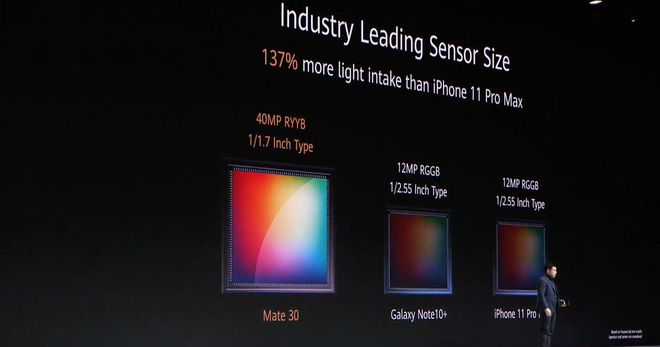 Industry Leading Sensor Size
137% more light intake than iPhone 11 Pro Max
40MP RYYB
1/1.7 Inch Type
12MP RGGB
1/2.55 Inch Type
12MP RGGB
1/2.55 Inch Type
Mate 30
Galaxy Note10+
iPhone 11 Pro